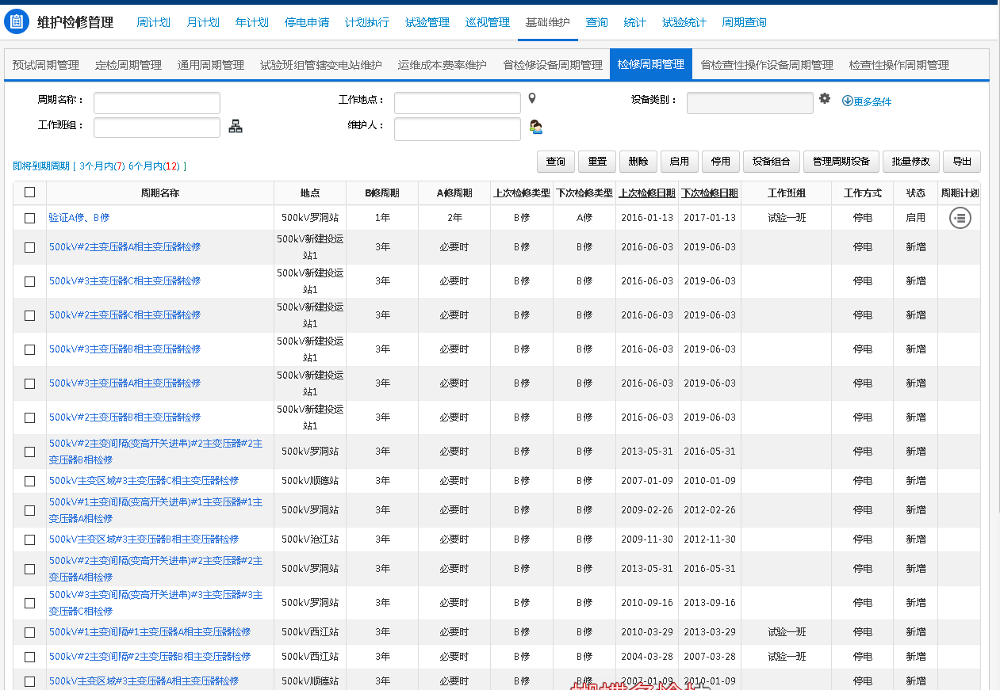 维护检修管理 周计划 月计划 年计划 停电申请 计划执行 试验管理 巡视管理 基础维护 查询 统计 试验统计 周期查询
预试周期管理 定检周期管理 通用周期管理 试验班组管辖变电站维护 运维成本费率维护 省检修设备周期管理 检修周期管理 省检查性操作设备周期管理 检查性操作周期管理
周期名称： 工作地点： 设备类别： 更多条件
工作班组： 维护人：
即将到期周期 [ 3个月内(7) 6个月内(12) ] 查询 重置 删除 启用 停用 设备组合 管理周期设备 批量修改 导出
周期名称 地点 B修周期 A修周期 上次检修类型 下次检修类型 上次检修日期 下次检修日期 工作班组 工作方式 状态 周期计划
验证A修、B修 500kV罗洞站 1年 2年 B修 A修 2016-01-13 2017-01-13 试验一班 停电 启用
500kV#2主变压器A相主变压器检修 500kV新建投运站1 3年 必要时 B修 B修 2016-06-03 2019-06-03 停电 新增
500kV#3主变压器C相主变压器检修 500kV新建投运站1 3年 必要时 B修 B修 2016-06-03 2019-06-03 停电 新增
500kV#2主变压器C相主变压器检修 500kV新建投运站1 3年 必要时 B修 B修 2016-06-03 2019-06-03 停电 新增
500kV#3主变压器B相主变压器检修 500kV新建投运站1 3年 必要时 B修 B修 2016-06-03 2019-06-03 停电 新增
500kV#3主变压器A相主变压器检修 500kV新建投运站1 3年 必要时 B修 B修 2016-06-03 2019-06-03 停电 新增
500kV#2主变压器B相主变压器检修 500kV新建投运站1 3年 必要时 B修 B修 2016-06-03 2019-06-03 停电 新增
500kV#2主变间隔(变高开关进串)#2主变压器#2主变压器B相检修 500kV罗洞站 3年 必要时 B修 B修 2013-05-31 2016-05-31 停电 新增
500kV主变区域#3主变压器C相主变压器检修 500kV顺德站 3年 必要时 B修 B修 2007-01-09 2010-01-09 停电 新增
500kV#1主变间隔(变高开关进串)#1主变压器#1主变压器A相检修 500kV罗洞站 3年 必要时 B修 B修 2009-02-26 2012-02-26 停电 新增
500kV主变区域#3主变压器B相主变压器检修 500kV沧江站 3年 必要时 B修 B修 2009-11-30 2012-11-30 停电 新增
500kV#2主变间隔(变高开关进串)#2主变压器#2主变压器A相检修 500kV罗洞站 3年 必要时 B修 B修 2013-05-31 2016-05-31 停电 新增
500kV#3主变间隔(变高开关进串)#3主变压器#3主变压器C相检修 500kV罗洞站 3年 必要时 B修 B修 2010-09-16 2013-09-16 停电 新增
500kV#1主变间隔#1主变压器A相主变压器检修 500kV西江站 3年 必要时 B修 B修 2010-03-29 2013-03-29 试验一班 停电 新增
500kV#2主变间隔#2主变压器B相主变压器检修 500kV西江站 3年 必要时 B修 B修 2004-03-28 2007-03-28 试验一班 停电 新增
500kV主变区域#3主变压器A相主变压器检修 500kV顺德站 3年 必要时 B修 B修 2007-01-09 2010-01-09 停电 新增